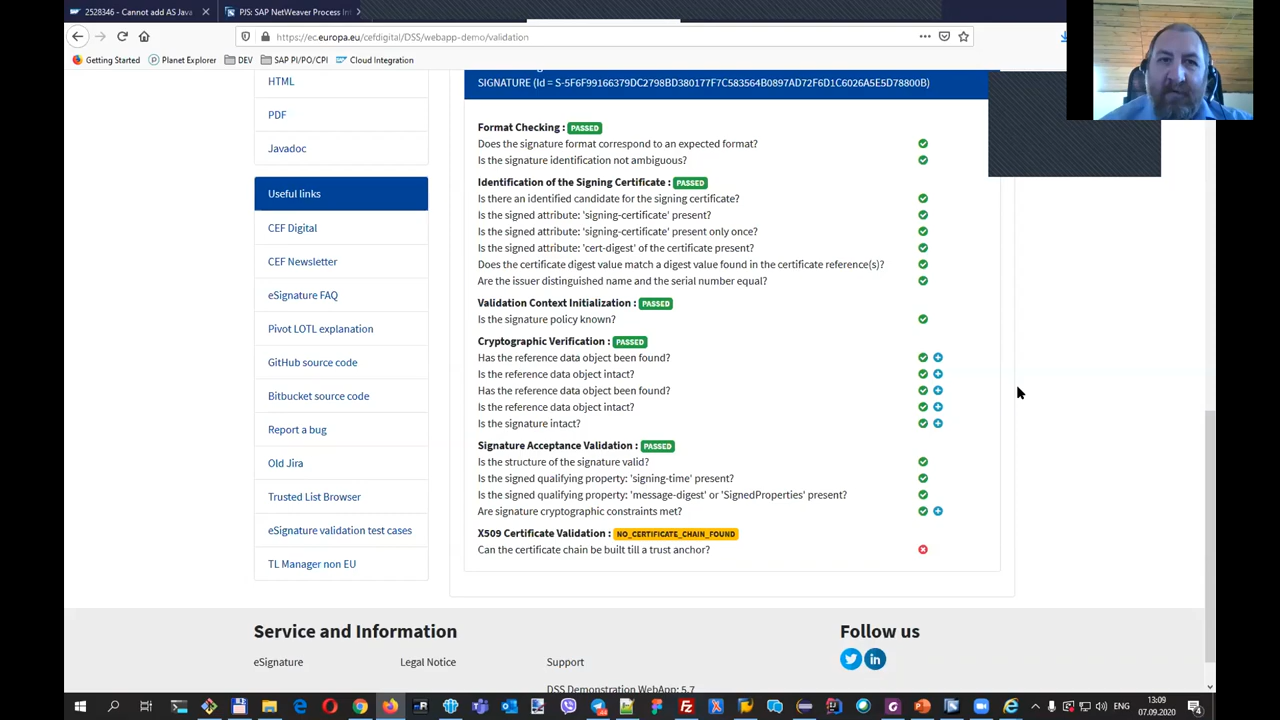 2528346 - Cannot add AS Java
PJS: SAP NetWeaver Process Int
https://ec.europa.eu/cefdigital/DSS/webapp-demo/validation
Getting Started
Planet Explorer
DEV
SAP PI/PO/CPI
Cloud Integration
HTML
PDF
Javadoc
Useful links
CEF Digital
CEF Newsletter
eSignature FAQ
Pivot LOTL explanation
GitHub source code
Bitbucket source code
Report a bug
Old Jira
Trusted List Browser
eSignature validation test cases
TL Manager non EU
SIGNATURE (Id = S-5F6F99166379DC2798BD380177F7C583564B0897AD72F6D1C6026A5E5D78800B)
Format Checking : PASSED
Does the signature format correspond to an expected format?
Is the signature identification not ambiguous?
Identification of the Signing Certificate : PASSED
Is there an identified candidate for the signing certificate?
Is the signed attribute: 'signing-certificate' present?
Is the signed attribute: 'signing-certificate' present only once?
Is the signed attribute: 'cert-digest' of the certificate present?
Does the certificate digest value match a digest value found in the certificate reference(s)?
Are the issuer distinguished name and the serial number equal?
Validation Context Initialization : PASSED
Is the signature policy known?
Cryptographic Verification : PASSED
Has the reference data object been found?
Is the reference data object intact?
Has the reference data object been found?
Is the reference data object intact?
Is the signature intact?
Signature Acceptance Validation : PASSED
Is the structure of the signature valid?
Is the signed qualifying property: 'signing-time' present?
Is the signed qualifying property: 'message-digest' or 'SignedProperties' present?
Are signature cryptographic constraints met?
X509 Certificate Validation : NO_CERTIFICATE_CHAIN_FOUND
Can the certificate chain be built till a trust anchor?
Service and Information
eSignature
Legal Notice
Support
DSS Demonstration WebApp: 5.7
Follow us
ENG
13:09
07.09.2020